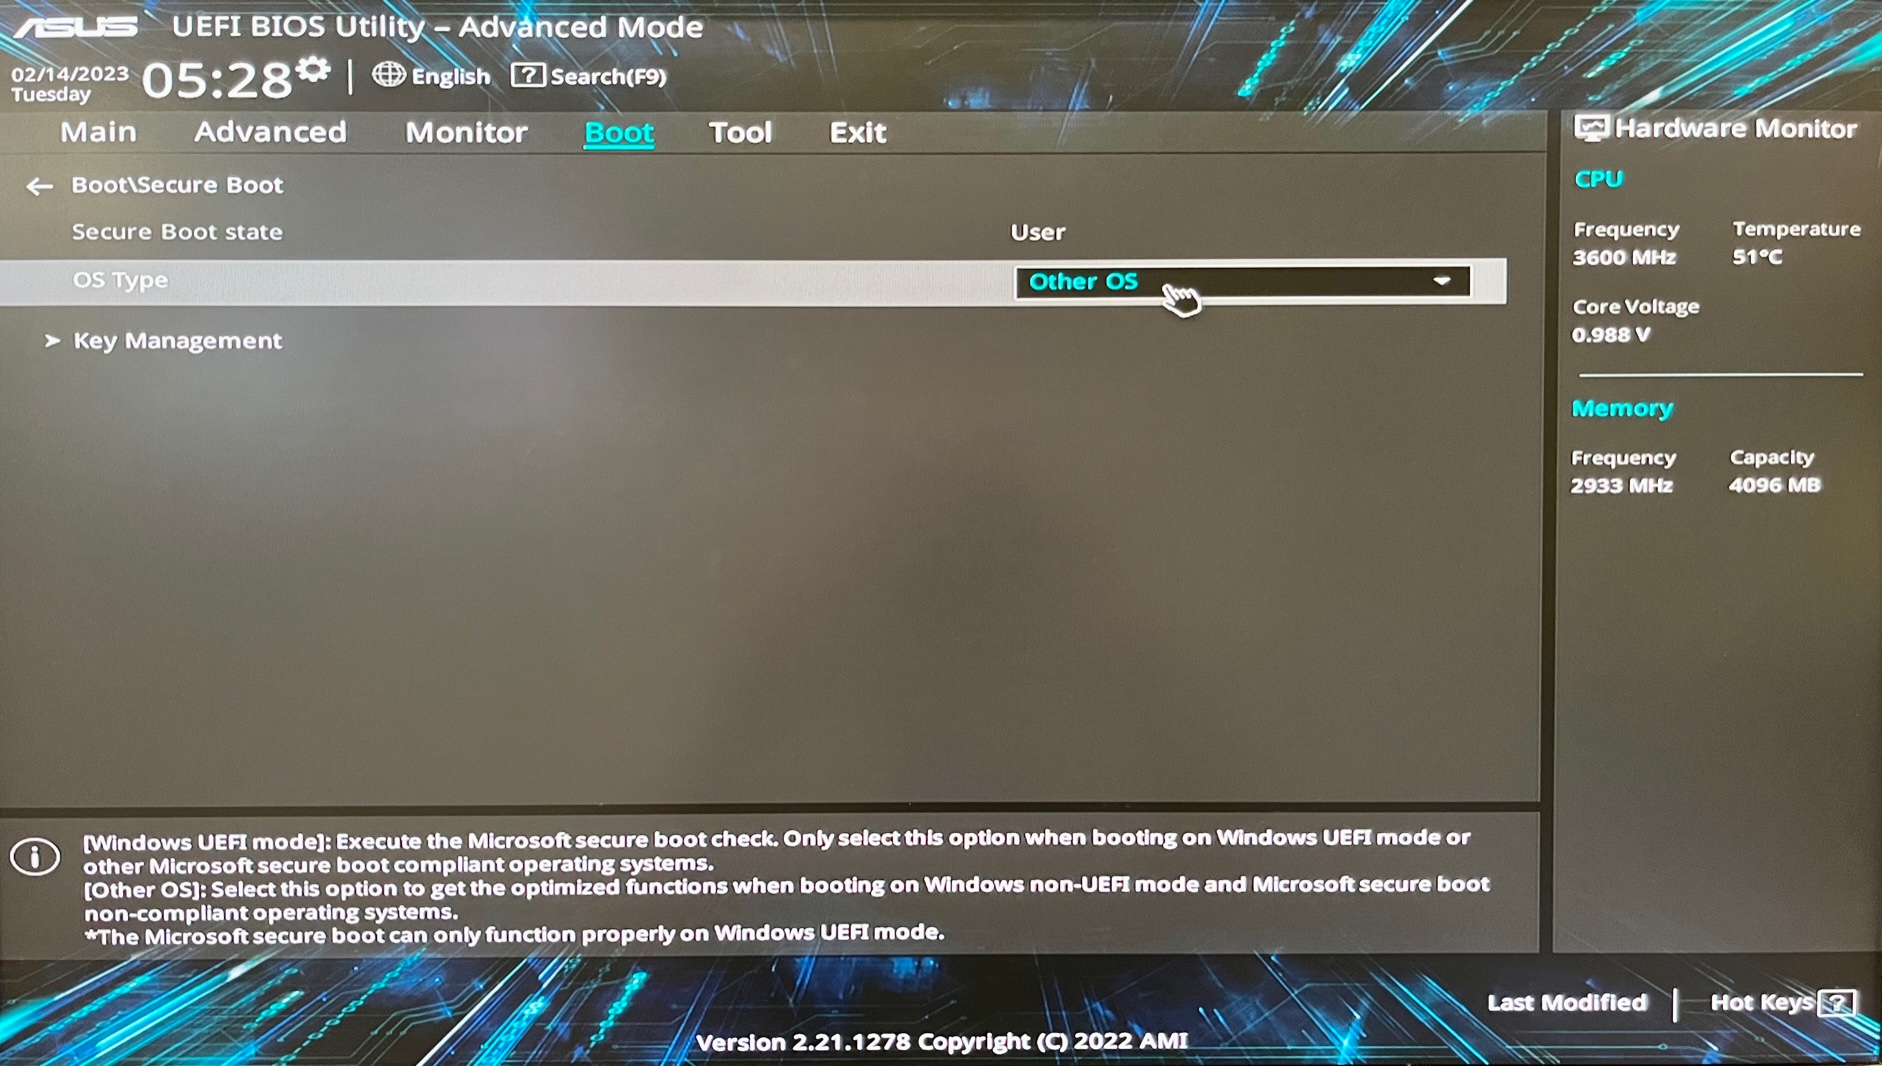 ASUS UEFI BIOS Utility – Advanced Mode
02/14/2023
Tuesday
05:28
English
? Search(F9)
Main Advanced Monitor Boot Tool Exit
Boot\Secure Boot
Secure Boot state User
OS Type Other OS
Key Management
[Windows UEFI mode]: Execute the Microsoft secure boot check. Only select this option when booting on Windows UEFI mode or
other Microsoft secure boot compliant operating systems.
[Other OS]: Select this option to get the optimized functions when booting on Windows non-UEFI mode and Microsoft secure boot
non-compliant operating systems.
*The Microsoft secure boot can only function properly on Windows UEFI mode.
Hardware Monitor
CPU
Frequency Temperature
3600 MHz 51°C
Core Voltage
0.988 V
Memory
Frequency Capacity
2933 MHz 4096 MB
Last Modified | Hot Keys ?
Version 2.21.1278 Copyright (C) 2022 AMI